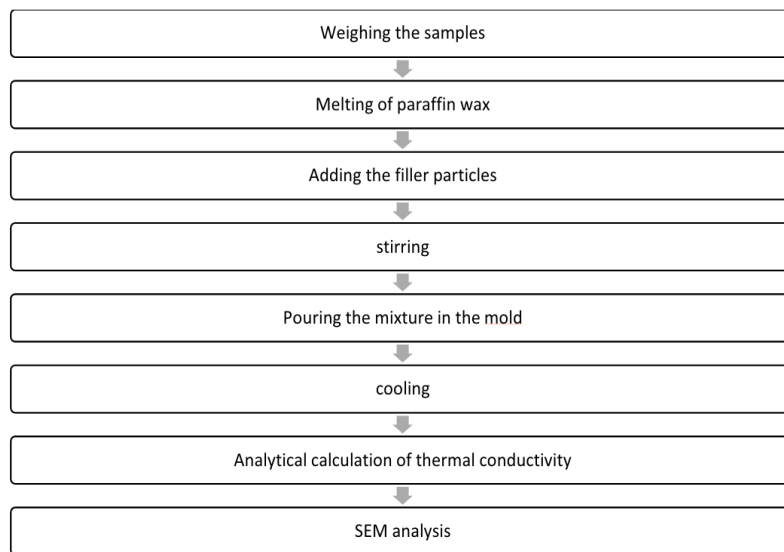 Weighing the samples
Melting of paraffin wax
Adding the filler particles
stirring
Pouring the mixture in the mold
cooling
Analytical calculation of thermal conductivity
SEM analysis